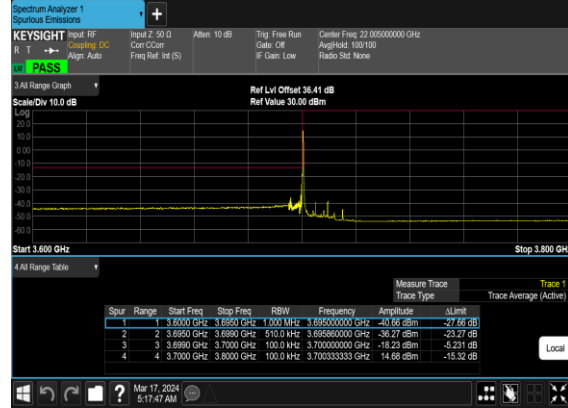 Spectrum Analyzer 1
Spurious Emissions
+
KEYSIGHT Input: RF Input Z: 50 Ω Atten: 10 dB Trig: Free Run Center Freq: 22.005000000 GHz
R T Coupling: DC Corr CCorr Gate: Off Avg|Hold: 100/100
Align: Auto Freq Ref: Int (S) IF Gain: Low Radio Std: None
PASS
3 All Range Graph
Ref Lvl Offset 36.41 dB
Scale/Div 10.0 dB Ref Value 30.00 dBm
Log
20.0
10.0
0.00
-10.0
-20.0
-30.0
-40.0
-50.0
-60.0
Start 3.600 GHz Stop 3.800 GH
4 All Range Table
Measure Trace Trace 1
Trace Type Trace Average (Active)
Spur Range Start Freq Stop Freq RBW Frequency Amplitude ΔLimit
1 1 3.6000 GHz 3.6950 GHz 1.000 MHz 3.695000000 GHz -40.66 dBm -27.66 dB
2 2 3.6950 GHz 3.6990 GHz 510.0 kHz 3.695860000 GHz -36.27 dBm -23.27 dB
3 3 3.6990 GHz 3.7000 GHz 100.0 kHz 3.700000000 GHz -18.23 dBm -5.231 dB
4 4 3.7000 GHz 3.8000 GHz 100.0 kHz 3.700333333 GHz 14.68 dBm -15.32 dB
Local
? Mar 17, 2024
5:17:47 AM